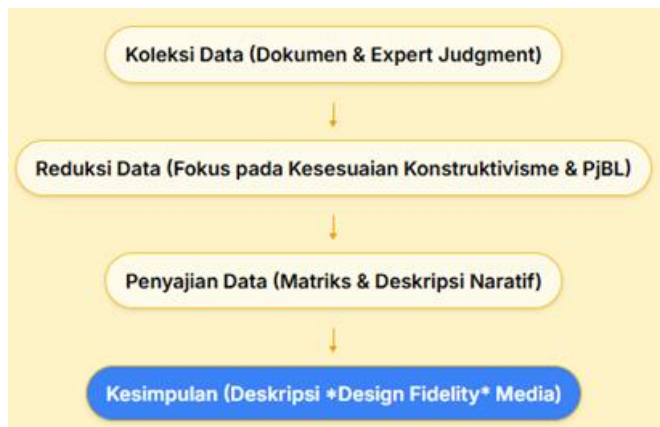 Koleksi Data (Dokumen & Expert Judgment)
Reduksi Data (Fokus pada Kesesuaian Konstruktivisme & PjBL)
Penyajian Data (Matriks & Deskripsi Naratif)
Kesimpulan (Deskripsi *Design Fidelity* Media)